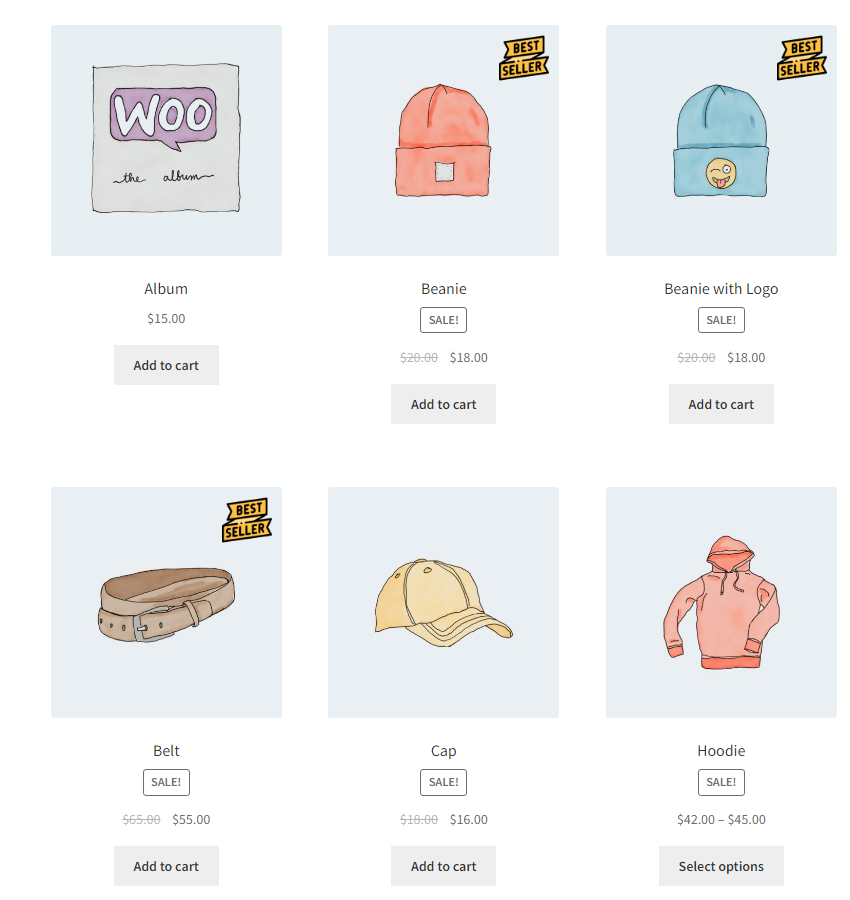 WOO
the album
BEST
SELLER
BEST
SELLER
Album
$15.00
Add to cart
Beanie
SALE!
$20.00 $18.00
Add to cart
Beanie with Logo
SALE!
$20.00 $18.00
Add to cart
BEST
SELLER
Belt
SALE!
$65.00 $55.00
Add to cart
Cap
SALE!
$18.00 $16.00
Add to cart
Hoodie
SALE!
$42.00 – $45.00
Select options